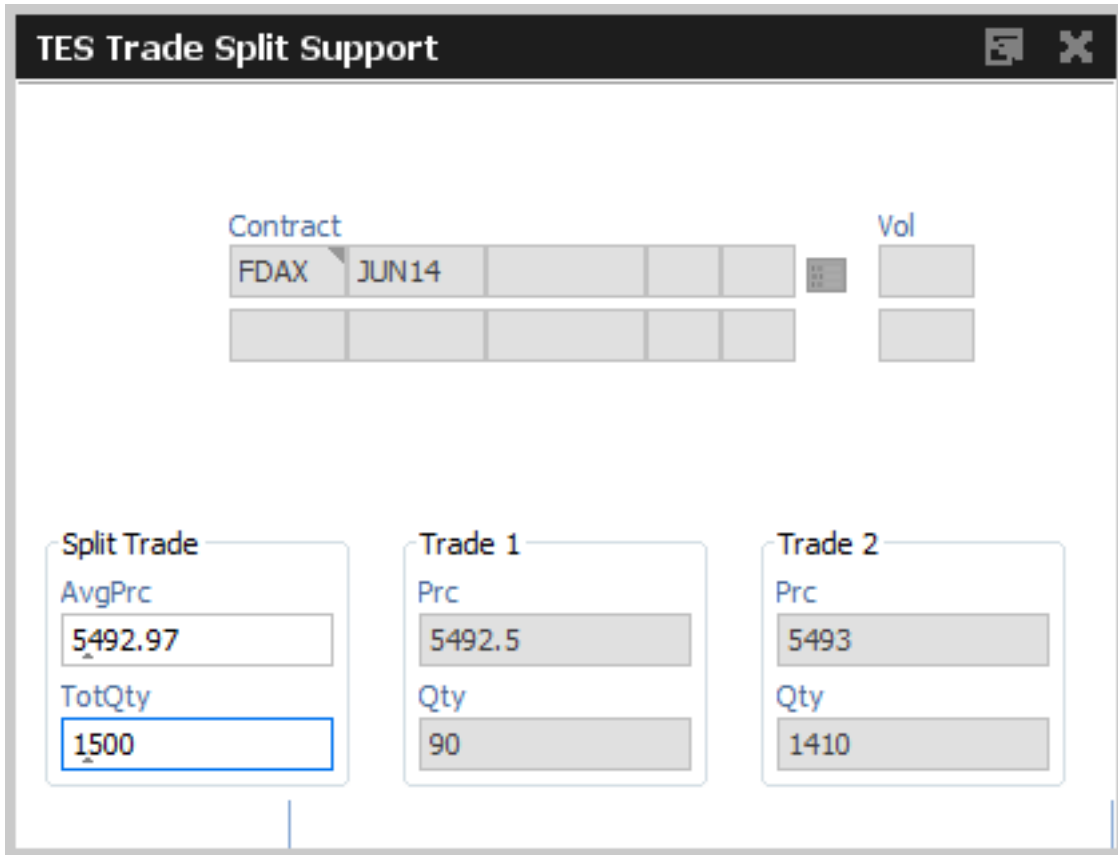 TES Trade Split Support
Contract Vol
FDAX JUN14
Split Trade Trade 1 Trade 2
AvgPrc Prc Prc
5492.97 5492.5 5493
TotQty Qty Qty
1500 90 1410